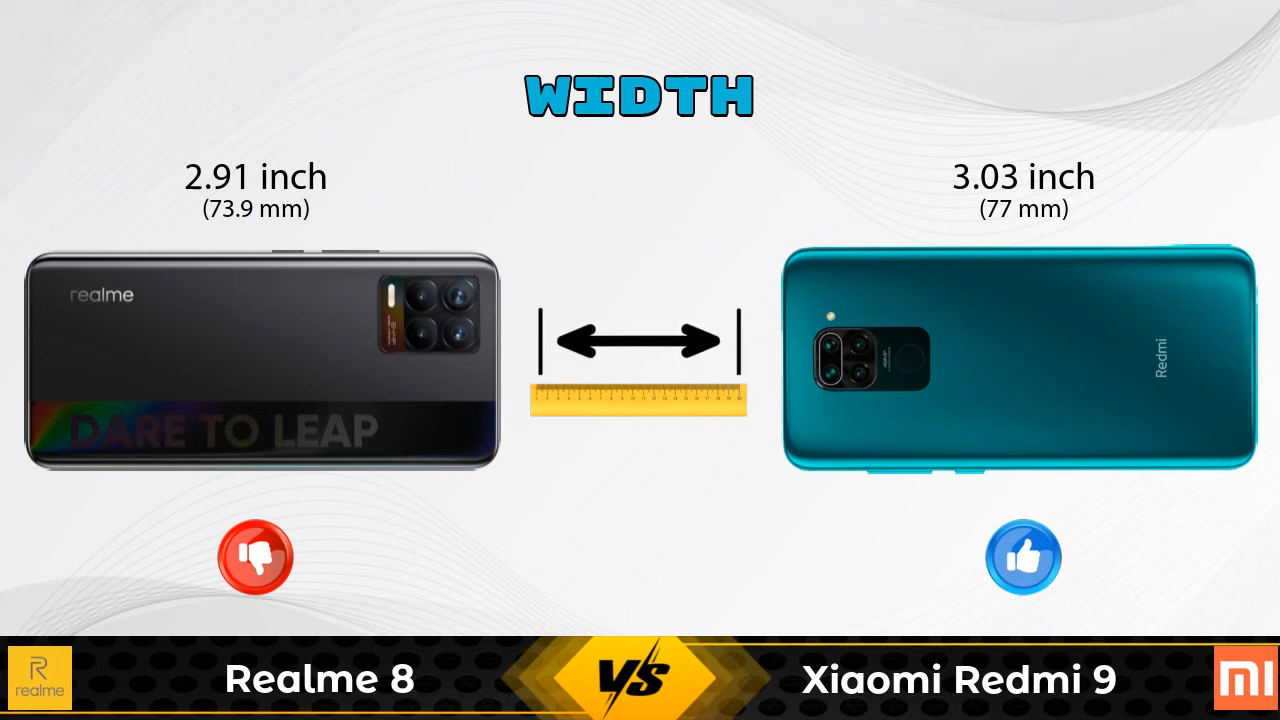 WIDTH
2.91 inch
(73.9 mm)
3.03 inch
(77 mm)
realme
DARE TO LEAP
Redmi
realme
Realme 8
VS
Xiaomi Redmi 9
MI